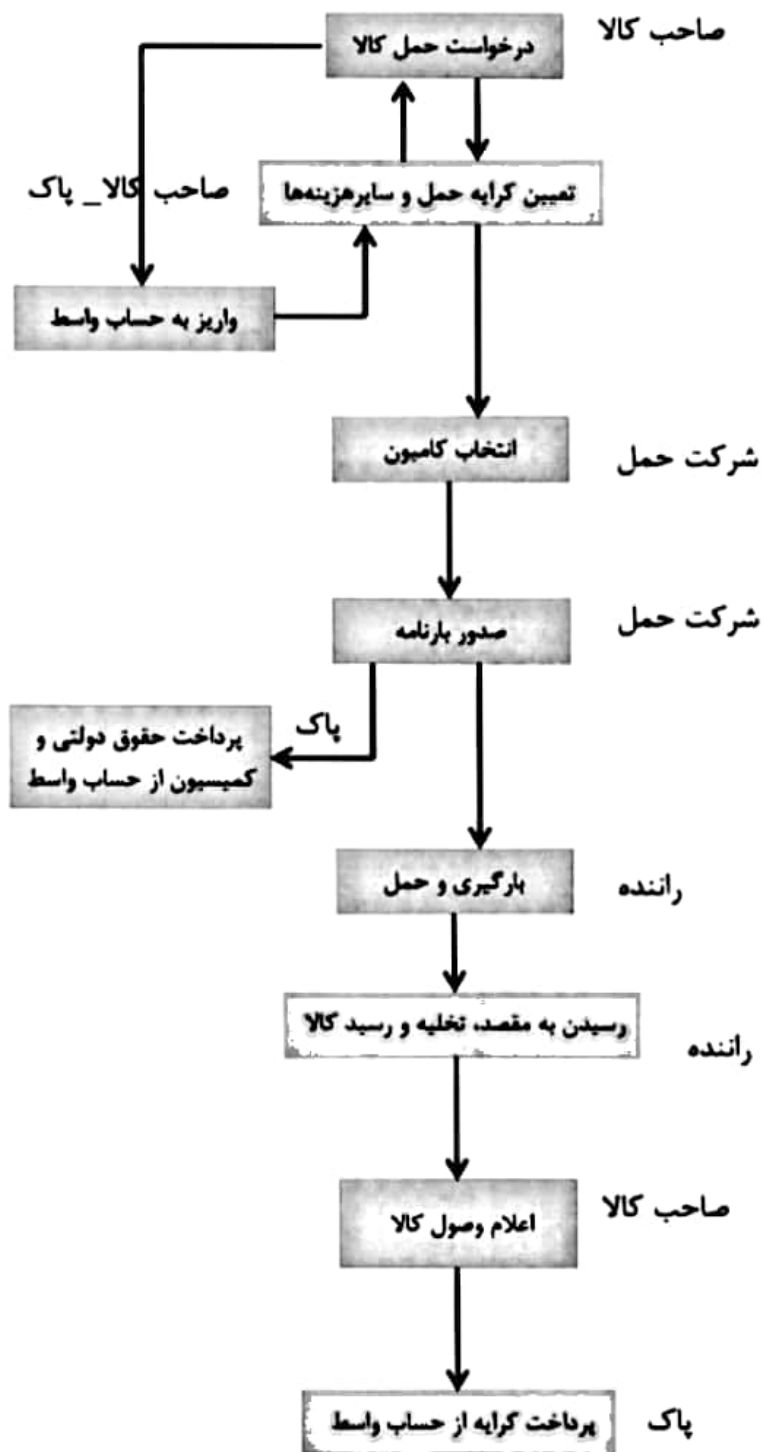 صاحب کالا
درخواست حمل کالا
تعیین کرایه حمل و سایرهزینه‌ها
صاحب کالا_ پاک
واریز به حساب واسط
شرکت حمل
انتخاب کامیون
شرکت حمل
صدور بارنامه
پاک
پرداخت حقوق دولتی و
کمیسیون از حساب واسط
راننده
بارگیری و حمل
رسیدن به مقصد، تخلیه و رسید کالا
راننده
صاحب کالا
اعلام وصول کالا
پاک
پرداخت کرایه از حساب واسط